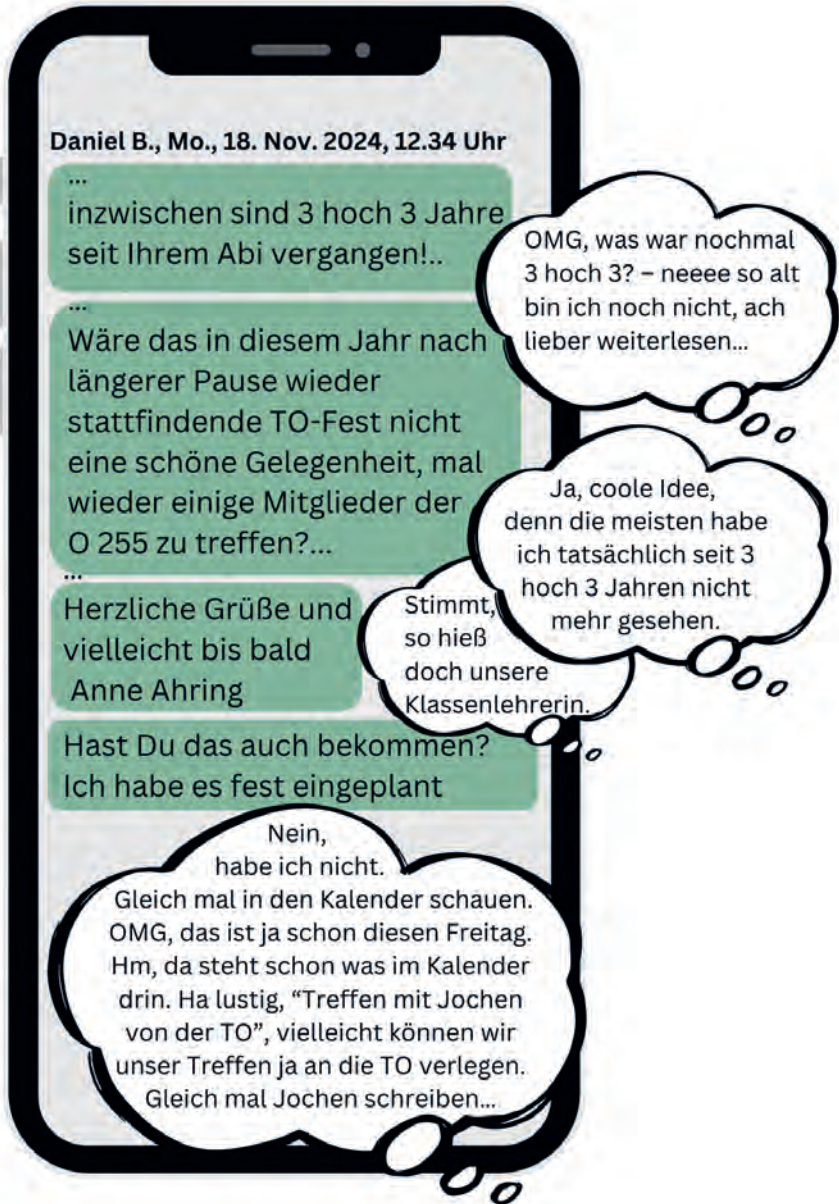 Daniel B., Mo., 18. Nov. 2024, 12.34 Uhr
...
inzwischen sind 3 hoch 3 Jahre
seit Ihrem Abi vergangen!..
OMG, was war nochmal
3 hoch 3? – neeee so alt
bin ich noch nicht, ach
lieber weiterlesen...
...
Wäre das in diesem Jahr nach
längerer Pause wieder
stattfindende TO-Fest nicht
eine schöne Gelegenheit, mal
wieder einige Mitglieder der
O 255 zu treffen?...
Ja, coole Idee,
denn die meisten habe
ich tatsächlich seit 3
hoch 3 Jahren nicht
mehr gesehen.
...
Herzliche Grüße und
vielleicht bis bald
Anne Ahring
Stimmt,
so hieß
doch unsere
Klassenlehrerin.
Hast Du das auch bekommen?
Ich habe es fest eingeplant
Nein,
habe ich nicht.
Gleich mal in den Kalender schauen.
OMG, das ist ja schon diesen Freitag.
Hm, da steht schon was im Kalender
drin. Ha lustig, “Treffen mit Jochen
von der TO”, vielleicht können wir
unser Treffen ja an die TO verlegen.
Gleich mal Jochen schreiben...